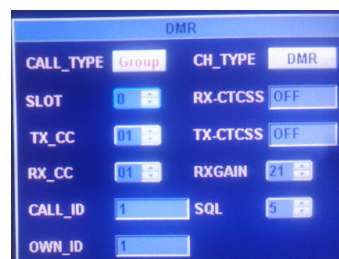 DMR
CALL_TYPE Group CH_TYPE DMR
SLOT 0 RX-CTCSS OFF
TX_CC 01 TX-CTCSS OFF
RX_CC 01 RXGAIN 21
CALL_ID 1 SQL 5
OWN_ID 1